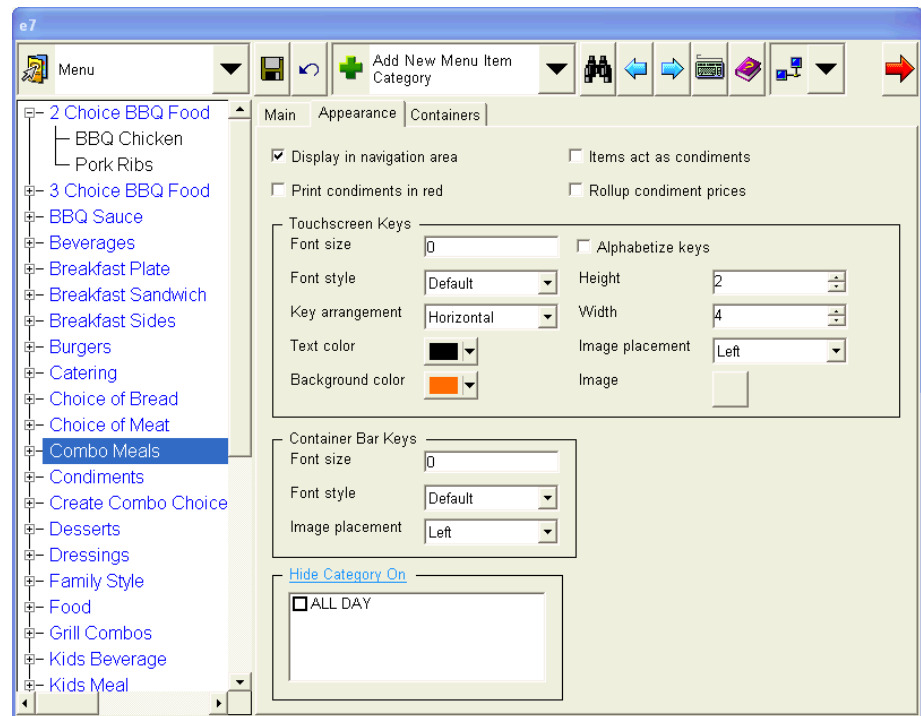 e7
Menu
Add New Menu Item
Category
2 Choice BBQ Food
BBQ Chicken
Pork Ribs
3 Choice BBQ Food
BBQ Sauce
Beverages
Breakfast Plate
Breakfast Sandwich
Breakfast Sides
Burgers
Catering
Choice of Bread
Choice of Meat
Combo Meals
Condiments
Create Combo Choice
Desserts
Dressings
Family Style
Food
Grill Combos
Kids Beverage
Kids Meal
Main Appearance Containers
Display in navigation area Items act as condiments
Print condiments in red Rollup condiment prices
Touchscreen Keys
Font size 0 Alphabetize keys
Font style Default Height 2
Key arrangement Horizontal Width 4
Text color Image placement Left
Background color Image
Container Bar Keys
Font size 0
Font style Default
Image placement Left
Hide Category On
ALL DAY